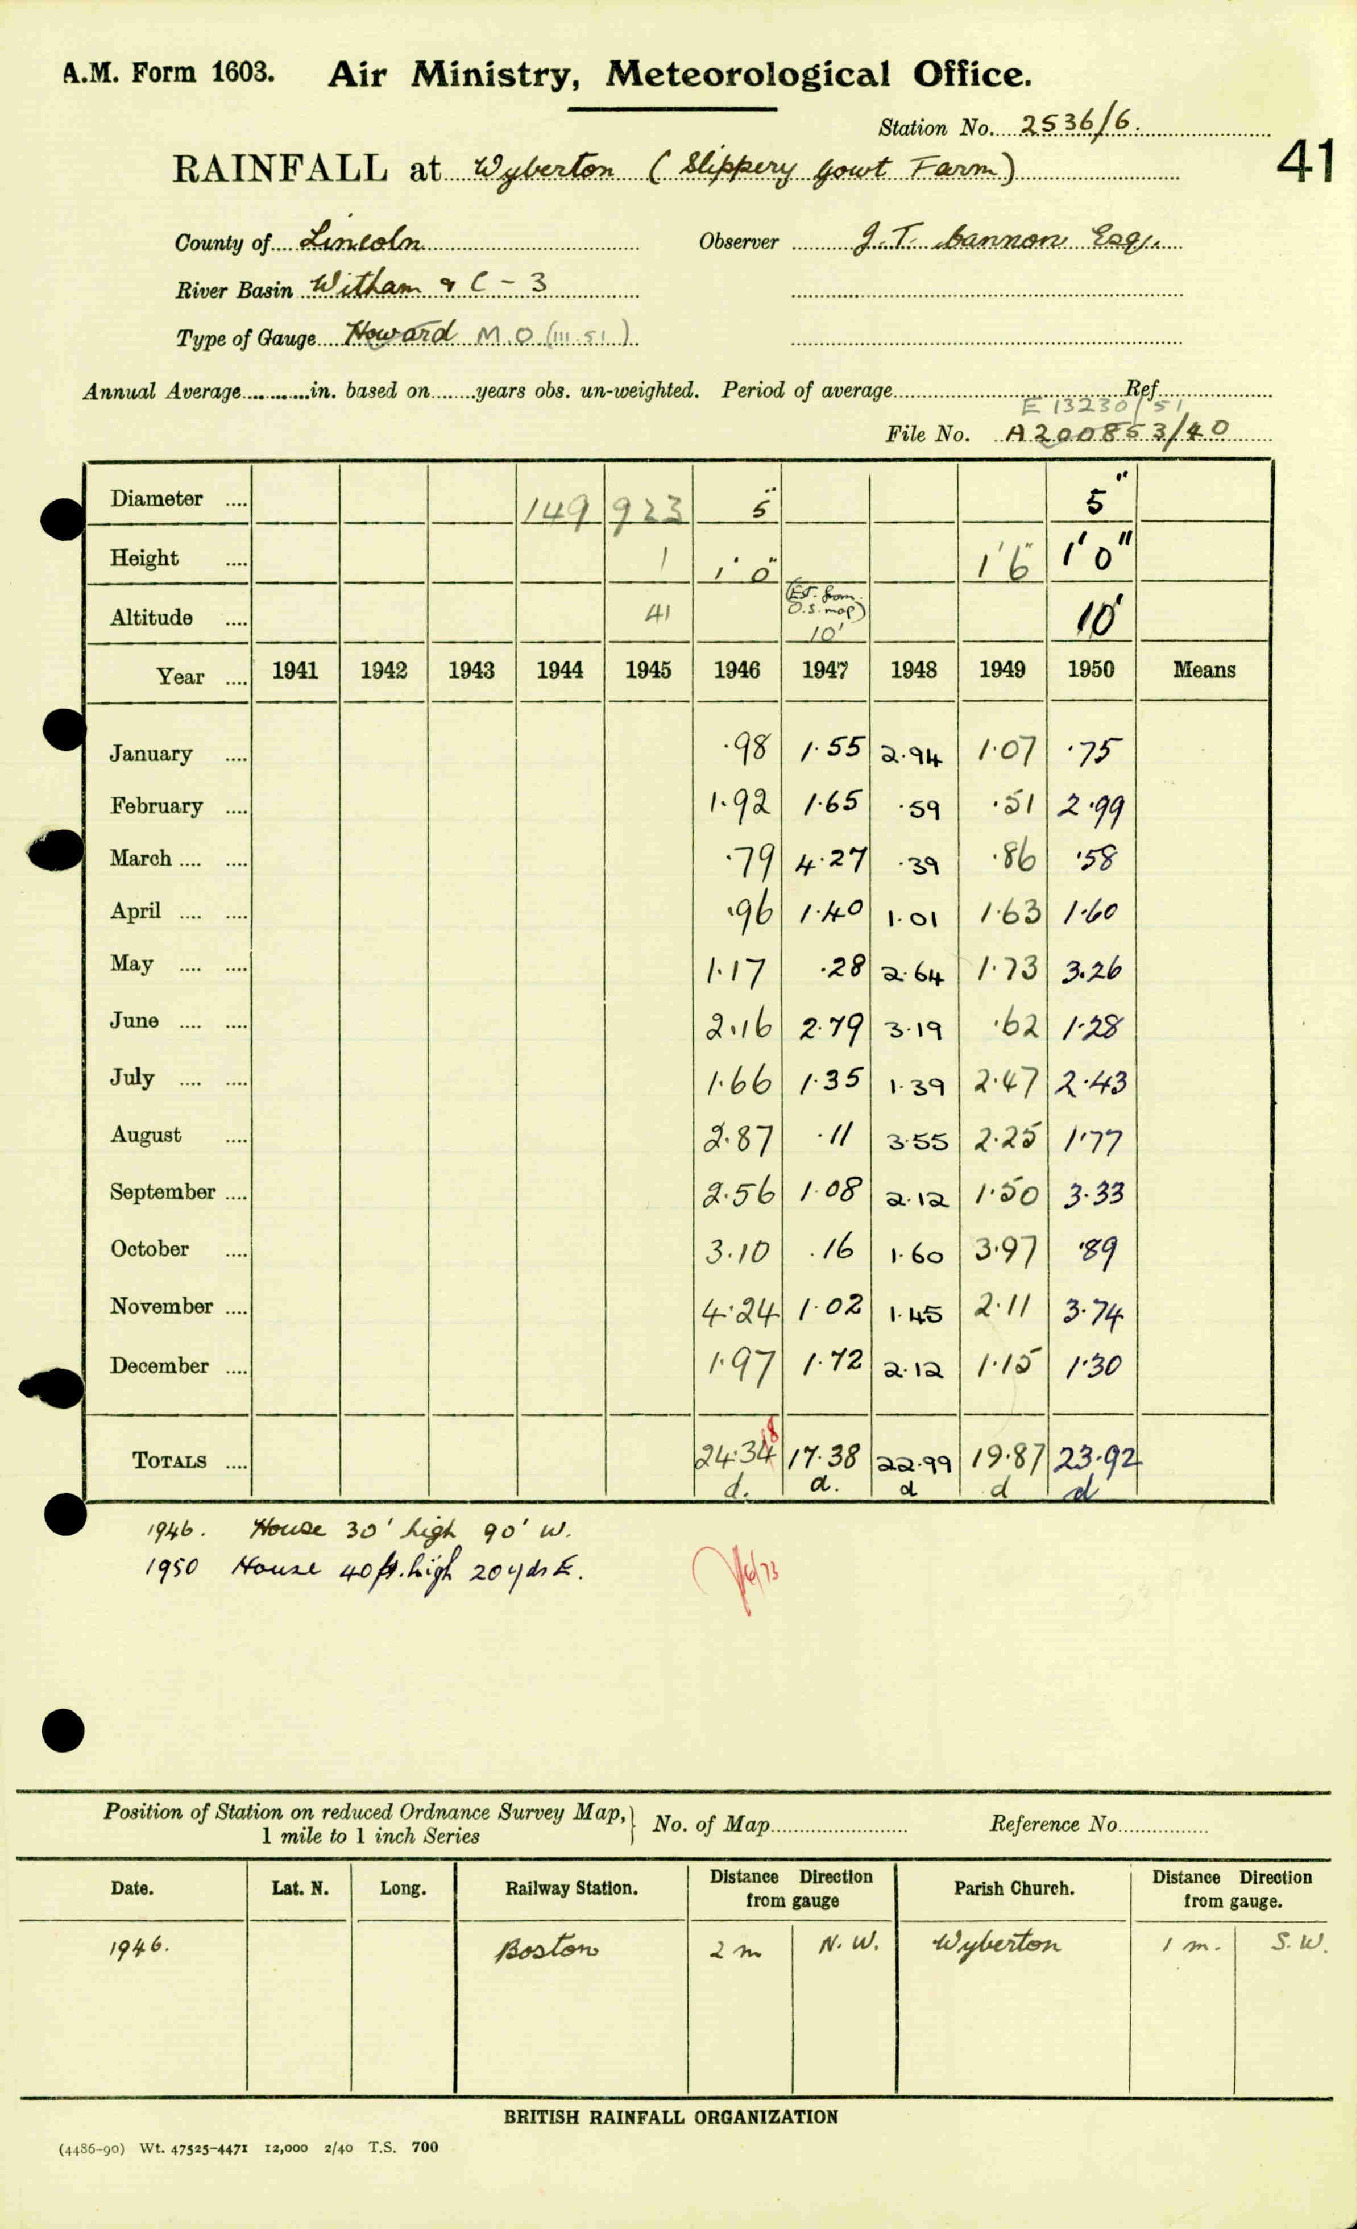 A.M. Form 1603. Air Ministry, Meteorological Office.
Station No. 2536/6.
41
RAINFALL at Wyberton (Slippery Gowt Farm)
County of Lincoln Observer J. T. Cannon Esq.
River Basin Witham & C - 3
Type of Gauge Howard M.O (III.51)
Annual Average in. based on years obs. un-weighted. Period of average Ref.
E 13230/51
File No. A200853/40
Diameter 149 923 5" 5"
Height 1 1' 0" 1' 6" 1' 0"
Altitude 41 (Est. from O.S. map) 10' 10'
Year 1941 1942 1943 1944 1945 1946 1947 1948 1949 1950 Means
January .98 1.55 2.94 1.07 .75
February 1.92 1.65 .59 .51 2.99
March .79 4.27 .39 .86 .58
April .96 1.40 1.01 1.63 1.60
May 1.17 .28 2.64 1.73 3.26
June 2.16 2.79 3.19 .62 1.28
July 1.66 1.35 1.39 2.47 2.43
August 2.87 .11 3.55 2.25 1.77
September 2.56 1.08 2.12 1.50 3.33
October 3.10 .16 1.60 3.97 .89
November 4.24 1.02 1.45 2.11 3.74
December 1.97 1.72 2.12 1.15 1.30
TOTALS 24.34 8 17.38 22.99 19.87 23.92
d. d. d d d
1946. House 30' high 90' W.
1950 House 40 ft. high 20 yds E.
6/73
Position of Station on reduced Ordnance Survey Map, 1 mile to 1 inch Series No. of Map Reference No.
Date. Lat. N. Long. Railway Station. Distance Direction from gauge Parish Church. Distance Direction from gauge.
1946. Boston 2 m N. W. Wyberton 1 m. S. W.
BRITISH RAINFALL ORGANIZATION
(4486-90) Wt. 47525-4471 12,000 2/40 T.S. 700